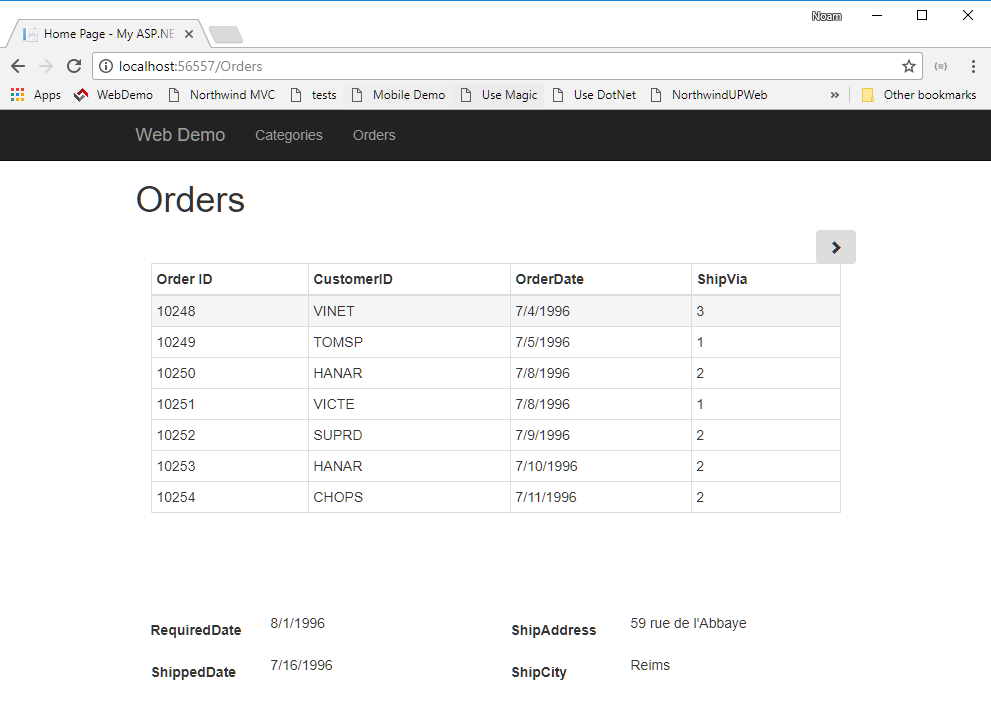 Noam
Home Page - My ASP.NE
localhost:56557/Orders
Apps WebDemo Northwind MVC tests Mobile Demo Use Magic Use DotNet NorthwindUPWeb » Other bookmarks
Web Demo Categories Orders
Orders
Order ID CustomerID OrderDate ShipVia
10248 VINET 7/4/1996 3
10249 TOMSP 7/5/1996 1
10250 HANAR 7/8/1996 2
10251 VICTE 7/8/1996 1
10252 SUPRD 7/9/1996 2
10253 HANAR 7/10/1996 2
10254 CHOPS 7/11/1996 2
RequiredDate 8/1/1996 ShipAddress 59 rue de l'Abbaye
ShippedDate 7/16/1996 ShipCity Reims